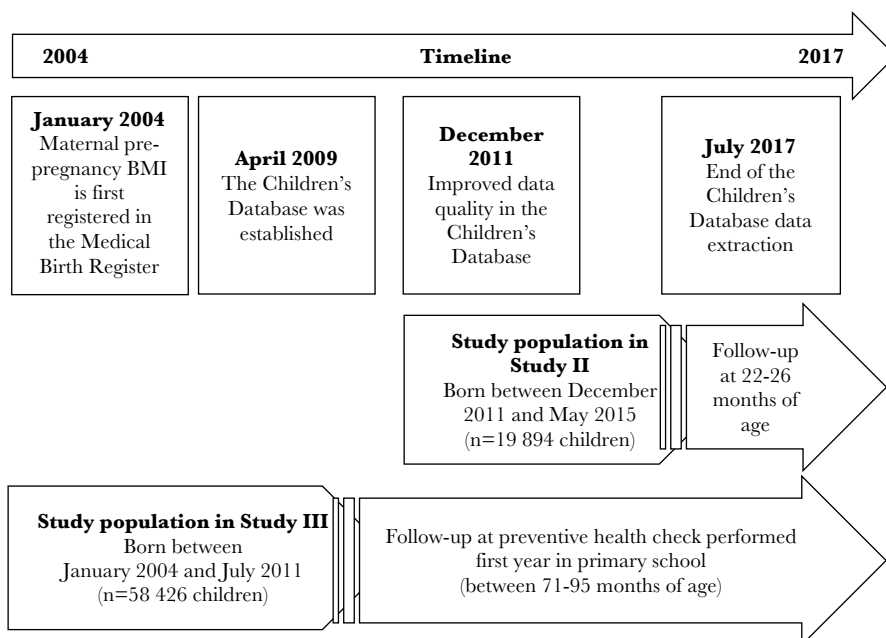 2004 Timeline 2017
January 2004
Maternal pre-
pregnancy BMI
is first
registered in
the Medical
Birth Register
April 2009
The Children’s
Database was
established
December
2011
Improved data
quality in the
Children’s
Database
July 2017
End of the
Children’s
Database data
extraction
Study population in
Study II
Born between December
2011 and May 2015
(n=19 894 children)
Follow-up
at 22-26
months of
age
Study population in Study III
Born between
January 2004 and July 2011
(n=58 426 children)
Follow-up at preventive health check performed
first year in primary school
(between 71-95 months of age)